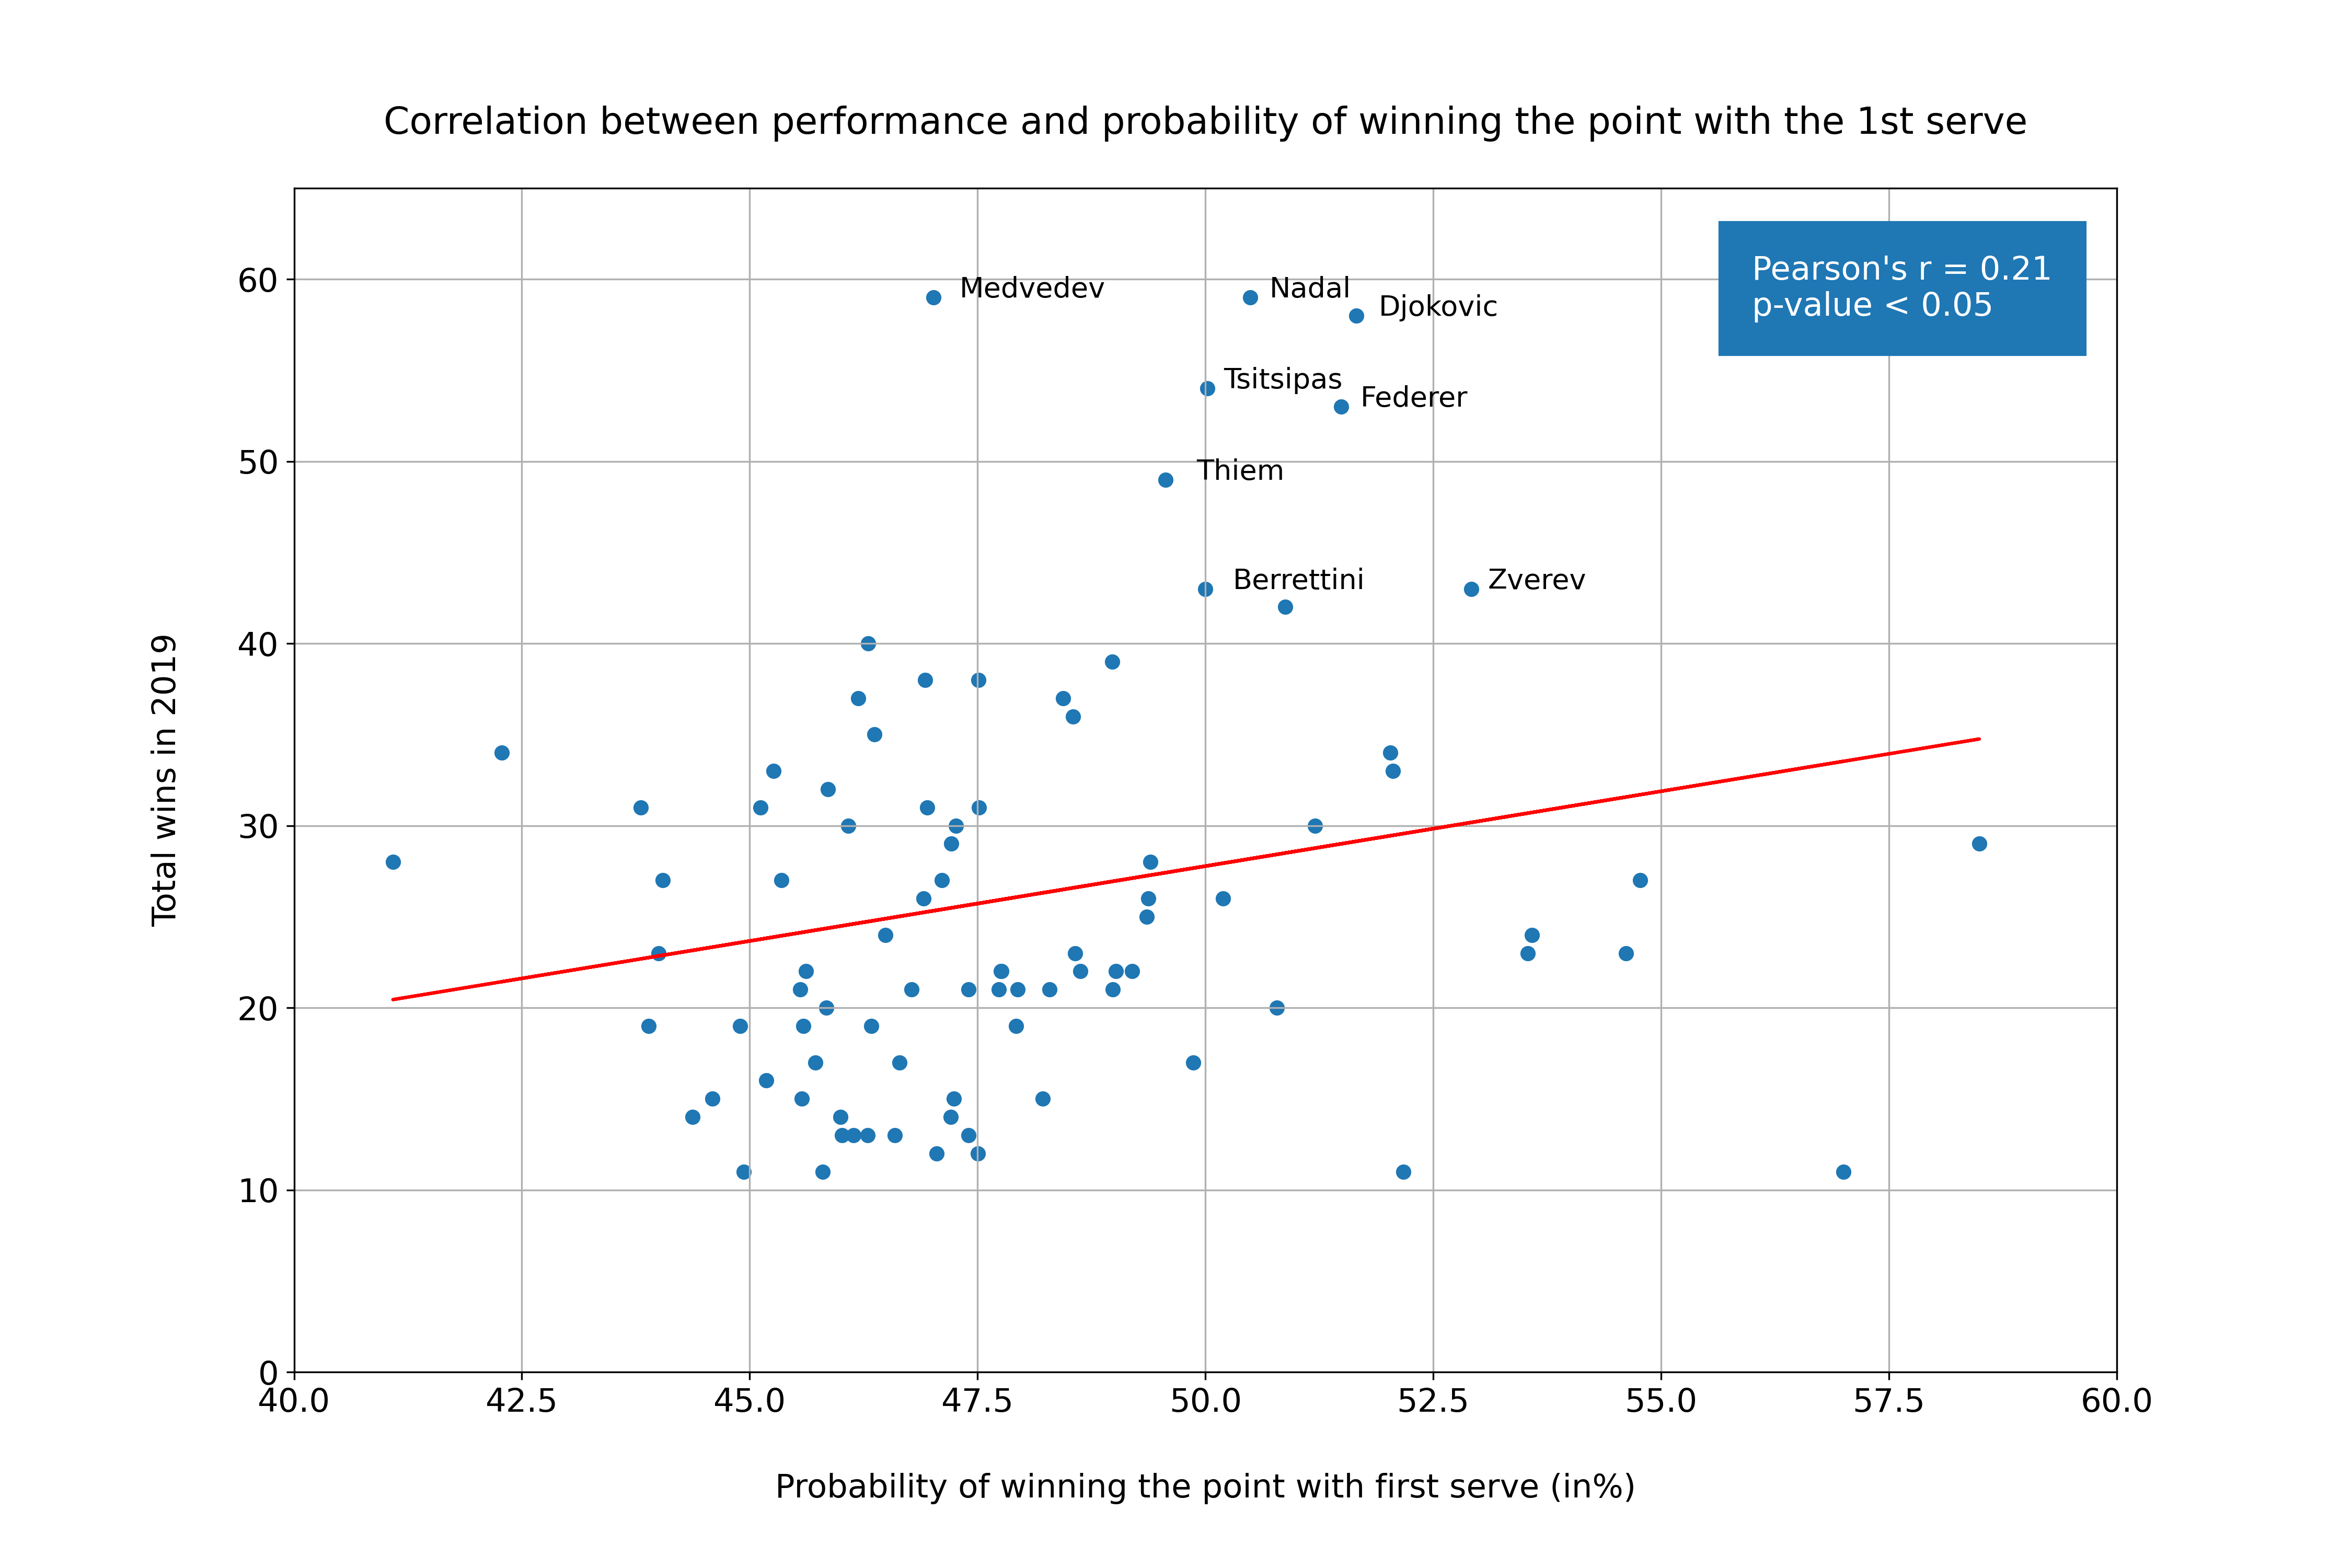 Correlation between performance and probability of winning the point with the 1st serve
Pearson's r = 0.21
p-value < 0.05
Medvedev
Nadal
Djokovic
Tsitsipas
Federer
Thiem
Berrettini
Zverev
Total wins in 2019
60
50
40
30
20
10
0
40.0 42.5 45.0 47.5 50.0 52.5 55.0 57.5 60.0
Probability of winning the point with first serve (in%)